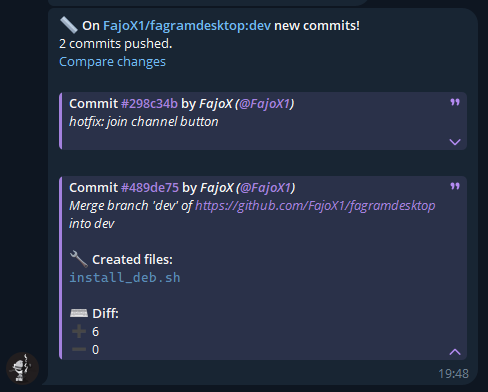 📏 On FajoX1/fagramdesktop:dev new commits!
2 commits pushed.
Compare changes
Commit #298c34b by FajoX (@FajoX1)
hotfix: join channel button
Commit #489de75 by FajoX (@FajoX1)
Merge branch 'dev' of https://github.com/FajoX1/fagramdesktop
into dev
🔧 Created files:
install_deb.sh
⌨️ Diff:
➕ 6
➖ 0
19:48